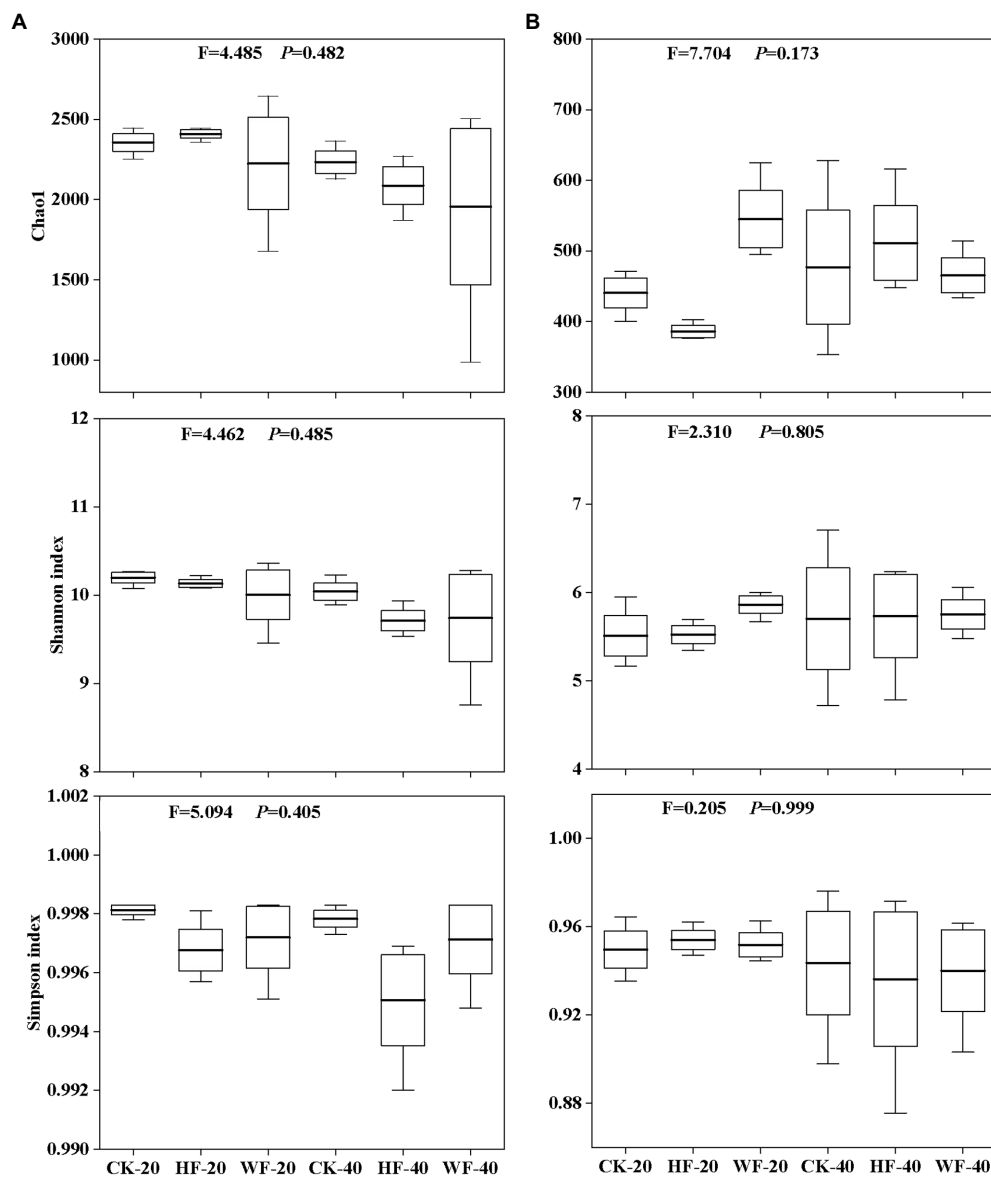 A
B
F=4.485 P=0.482
3000
2500
2000
1500
1000
Chao1
F=7.704 P=0.173
800
700
600
500
400
300
F=4.462 P=0.485
12
11
10
9
8
Shannon index
F=2.310 P=0.805
8
7
6
5
4
F=5.094 P=0.405
1.002
1.000
0.998
0.996
0.994
0.992
0.990
Simpson index
CK-20 HF-20 WF-20 CK-40 HF-40 WF-40
F=0.205 P=0.999
1.00
0.96
0.92
0.88
CK-20 HF-20 WF-20 CK-40 HF-40 WF-40